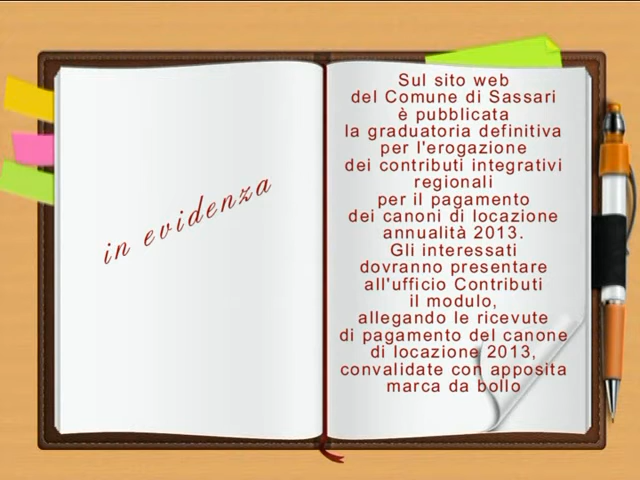 in evidenza
Sul sito web
del Comune di Sassari
è pubblicata
la graduatoria definitiva
per l'erogazione
dei contributi integrativi
regionali
per il pagamento
dei canoni di locazione
annualità 2013.
Gli interessati
dovranno presentare
all'ufficio Contributi
il modulo,
allegando le ricevute
di pagamento del canone
di locazione 2013,
convalidate con apposita
marca da bollo